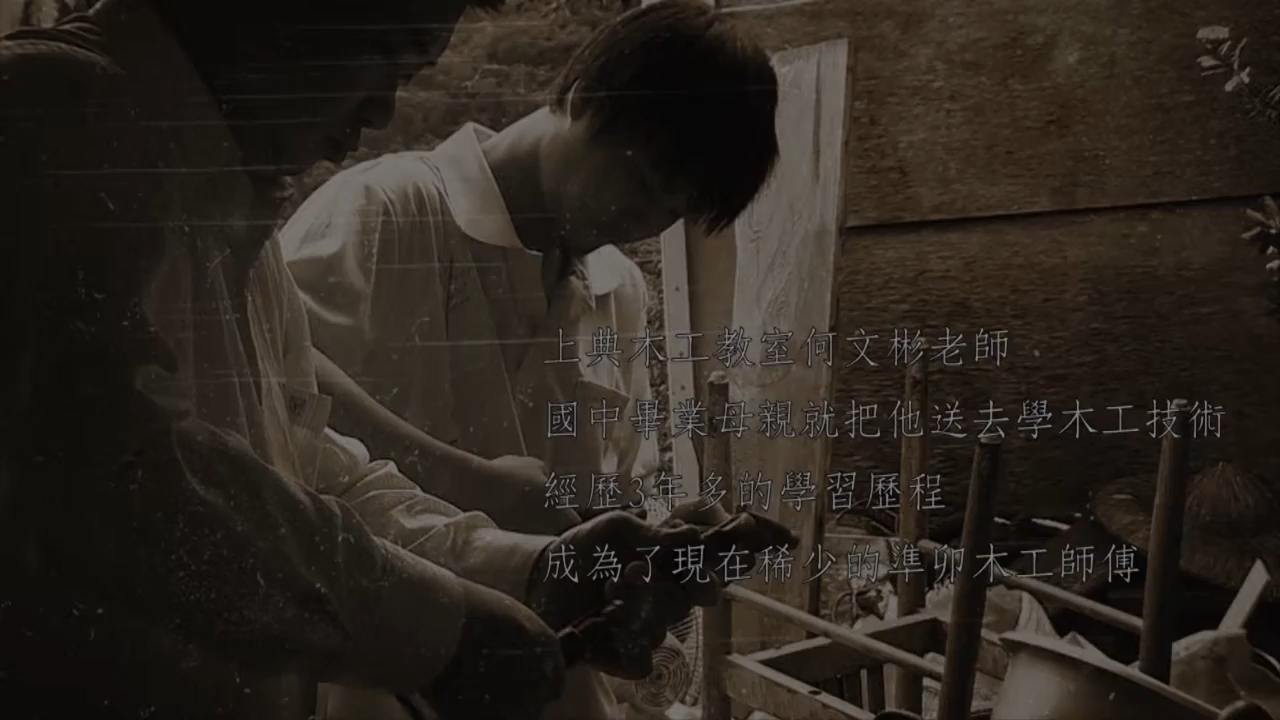 上典木工教室何文彬老師
國中畢業母親就把他送去學木工技術
經歷3年多的學習歷程
成為了現在稀少的準卯木工師傅